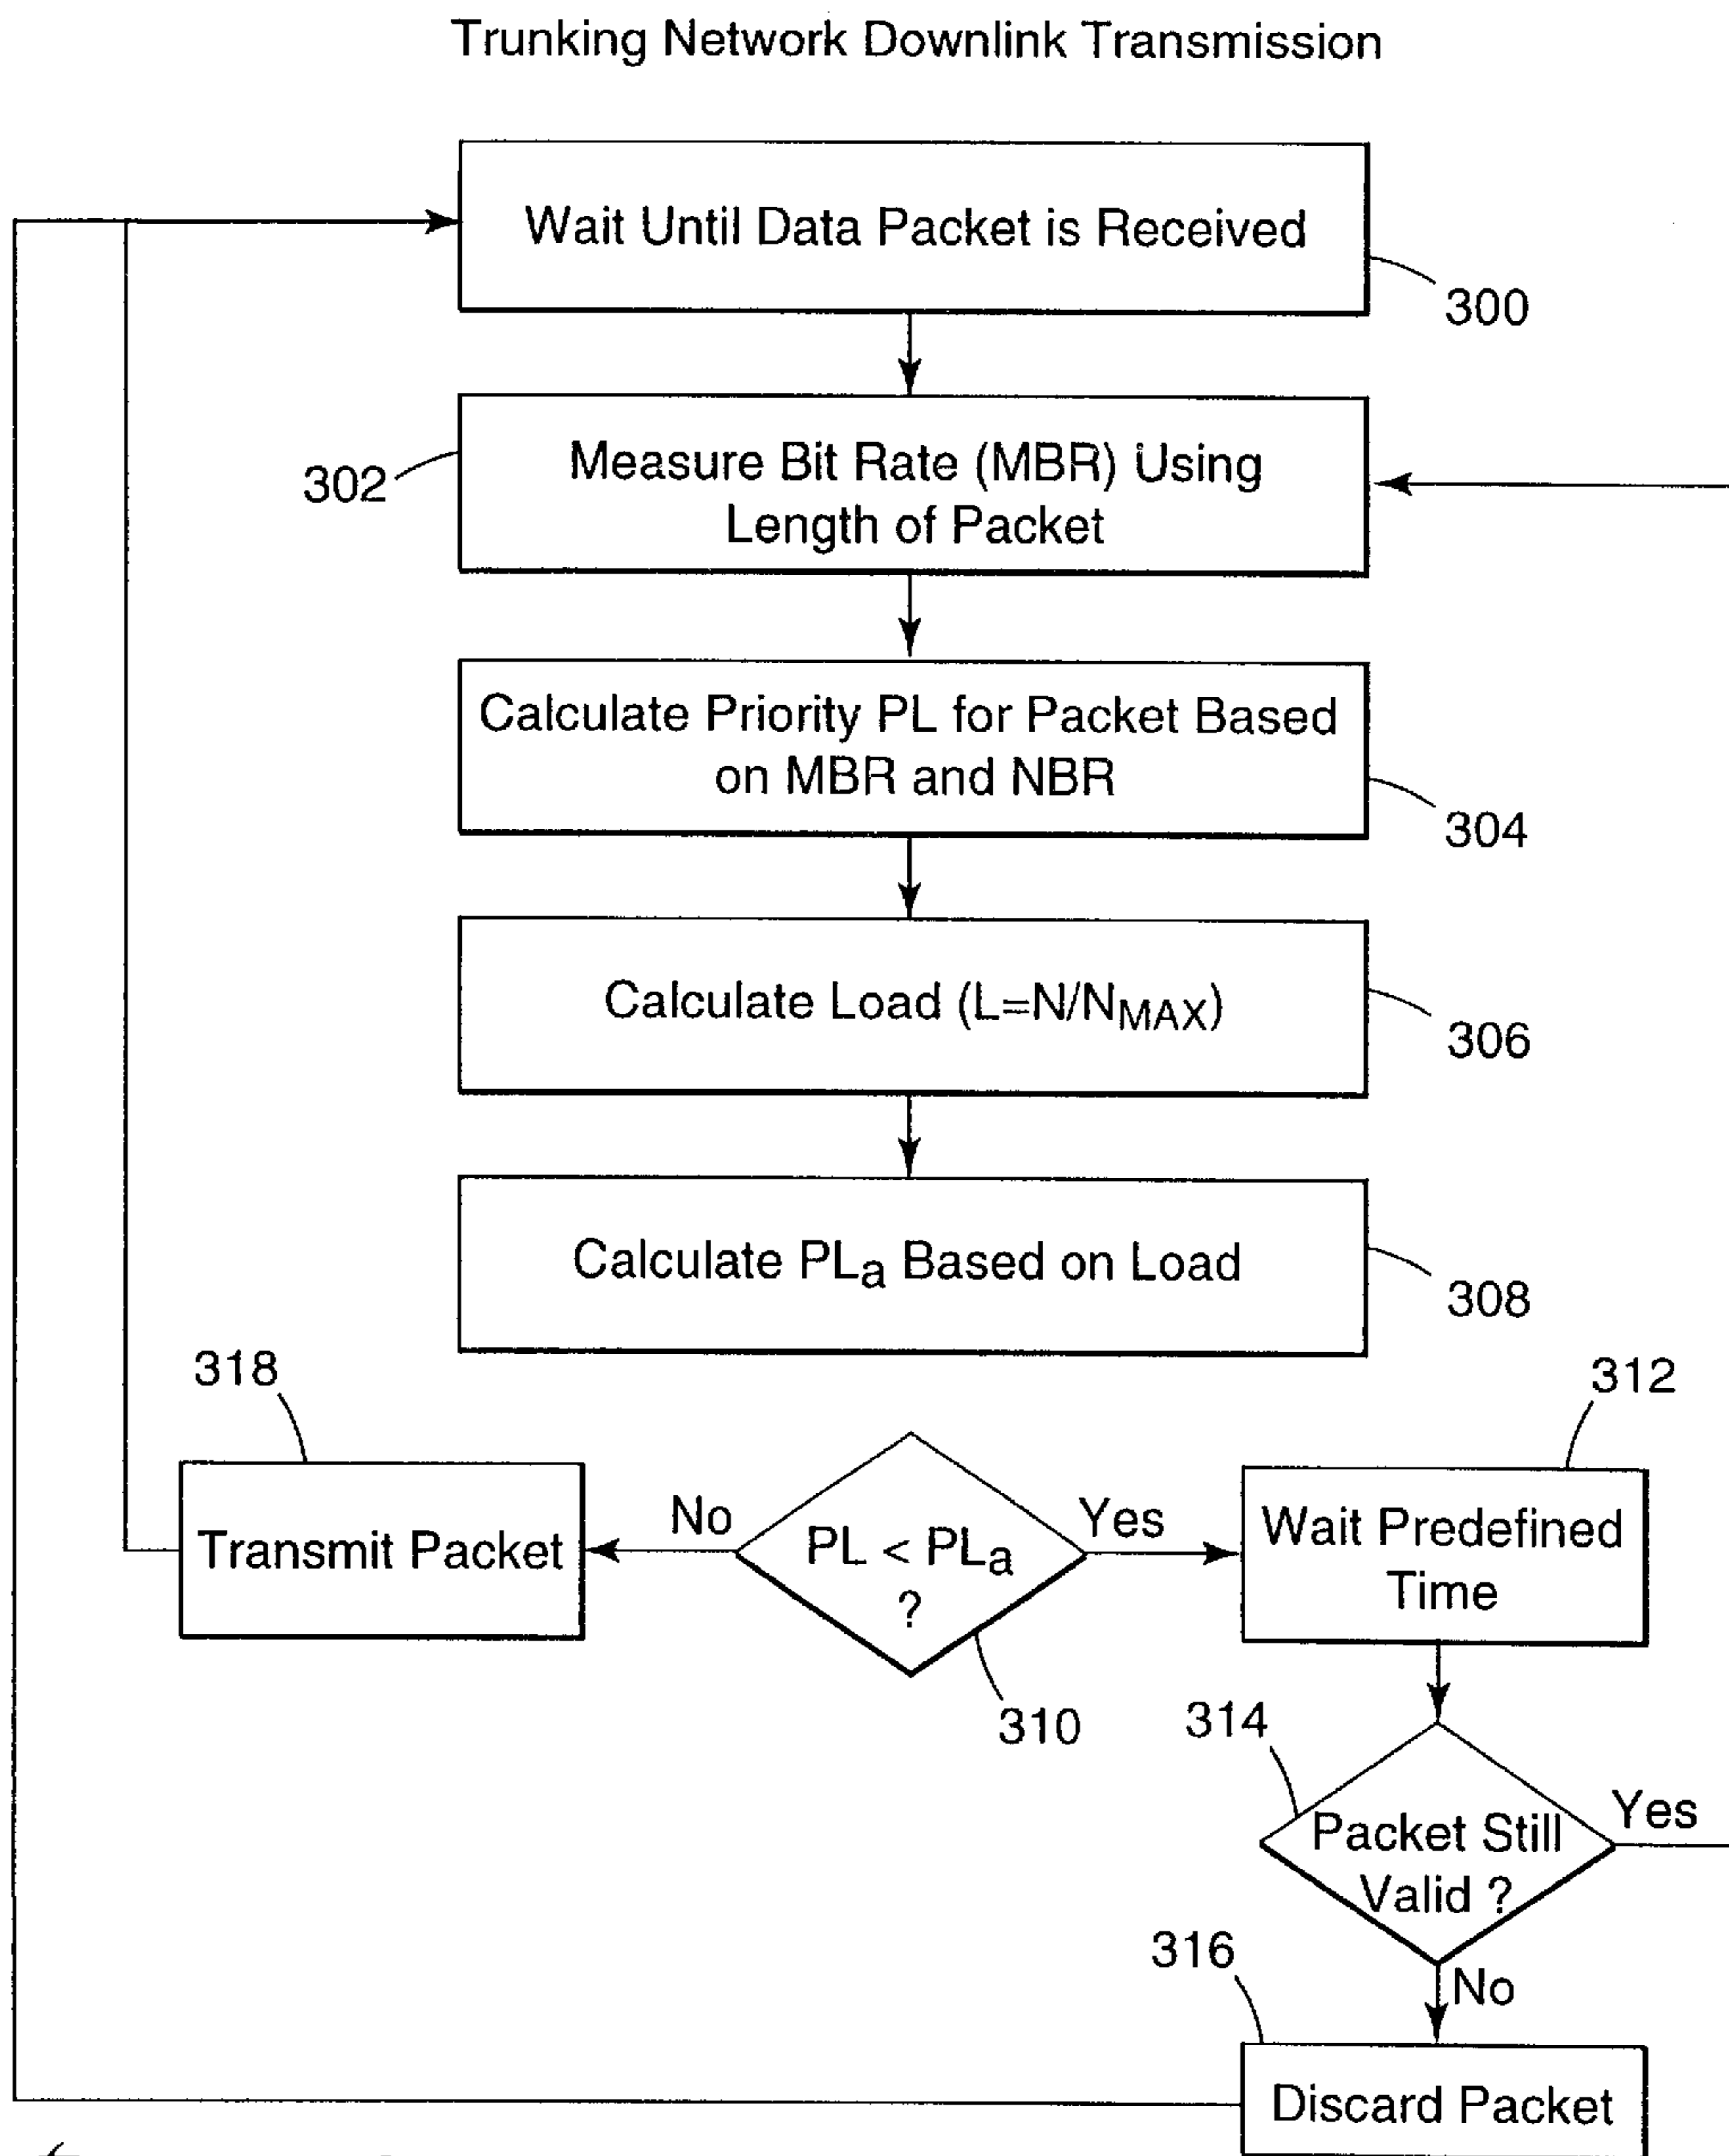 Trunking Network Downlink Transmission
Wait Until Data Packet is Received
300
302
Measure Bit Rate (MBR) Using
Length of Packet
Calculate Priority PL for Packet Based
on MBR and NBR
304
Calculate Load (L=N/NMAX)
306
Calculate PLa Based on Load
308
318
Transmit Packet
No
PL < PLa
?
310
Yes
312
Wait Predefined
Time
314
Packet Still
Valid ?
Yes
No
316
Discard Packet